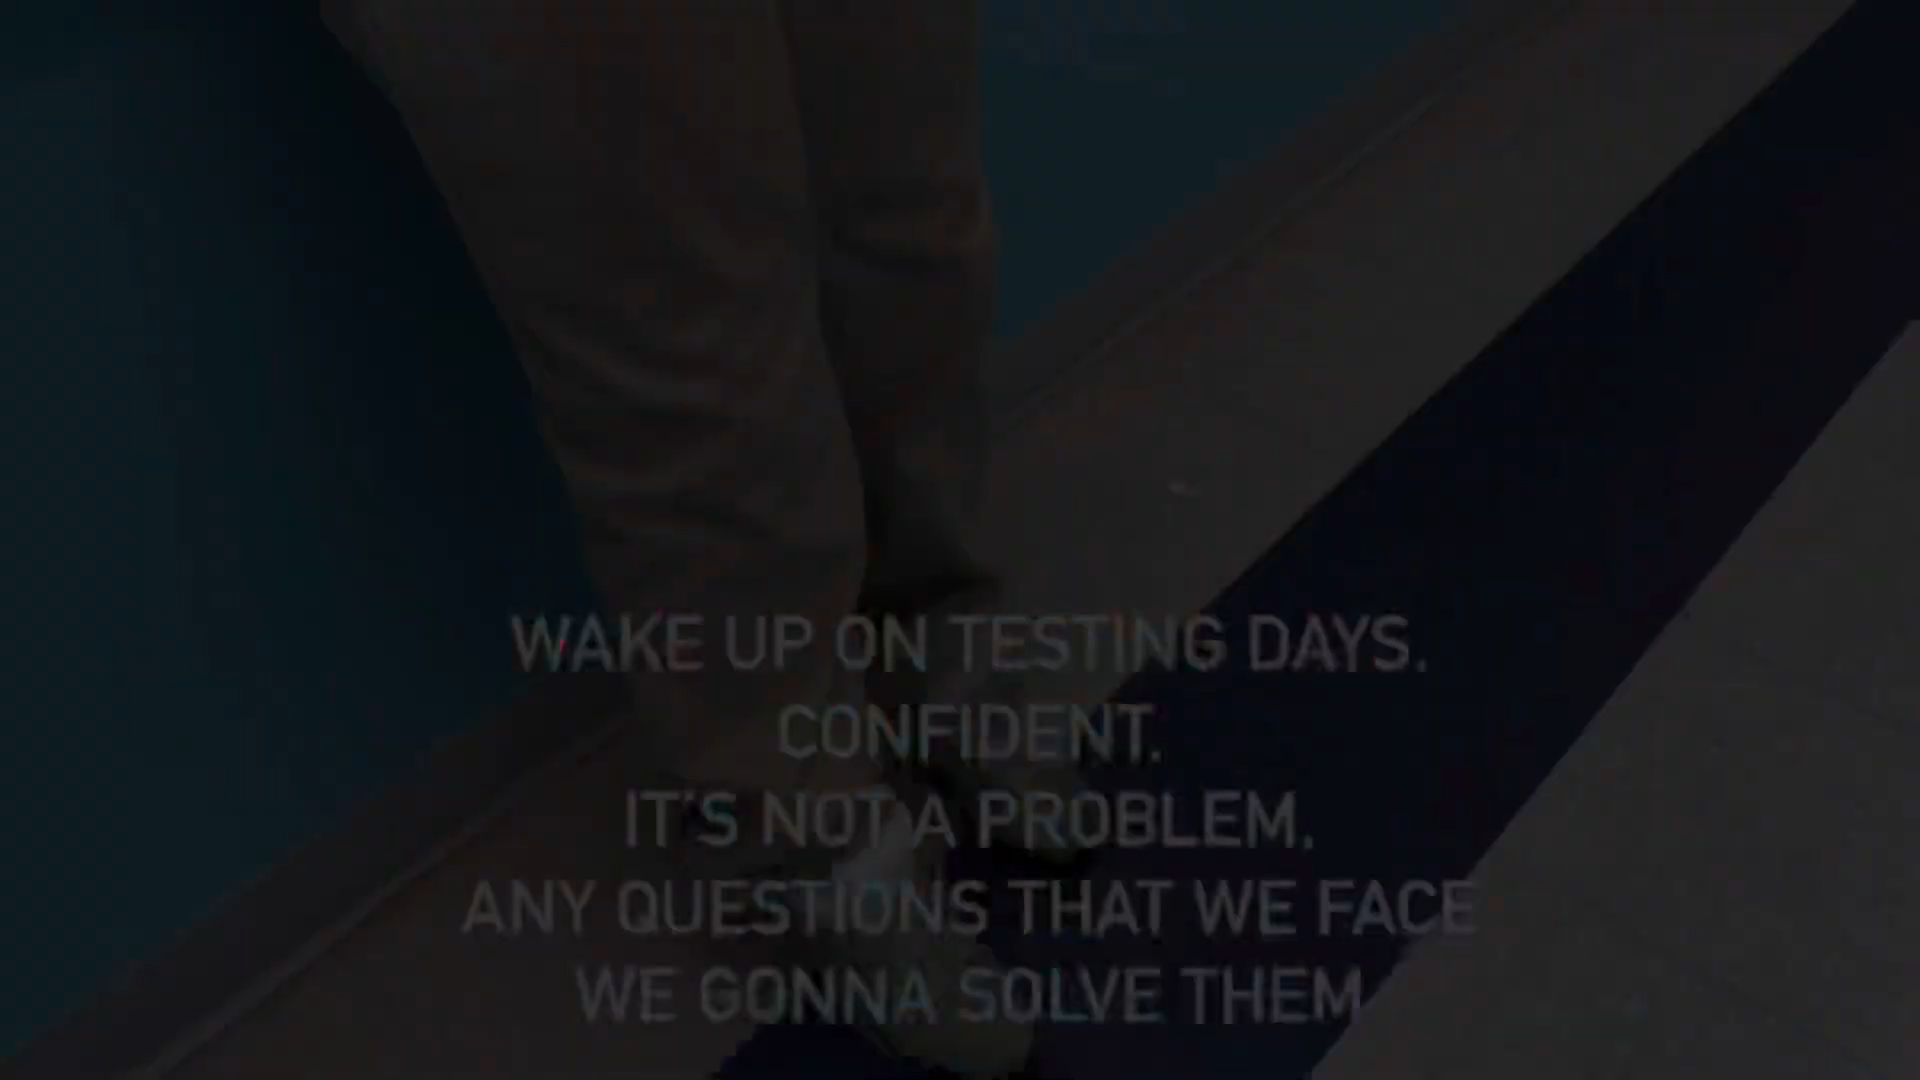 WAKE UP ON TESTING DAYS.
CONFIDENT.
IT'S NOT A PROBLEM.
ANY QUESTIONS THAT WE FACE
WE GONNA SOLVE THEM